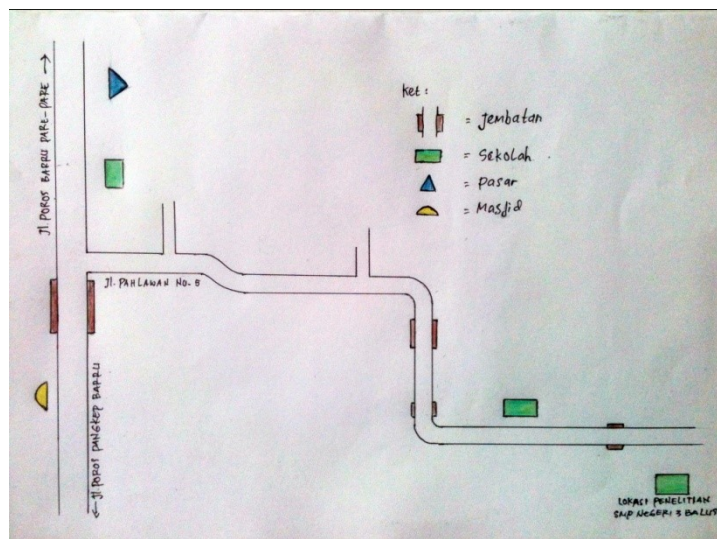 Jl. POROS BARRU PARE-PARE →
ket :
= Jembatan
= Sekolah
= Pasar
= Masjid
Jl. PAHLAWAN NO. 8
← Jl. POROS PANGKEP BARRU
LOKASI PENELITIAN
SMP NEGERI 3 BALUS